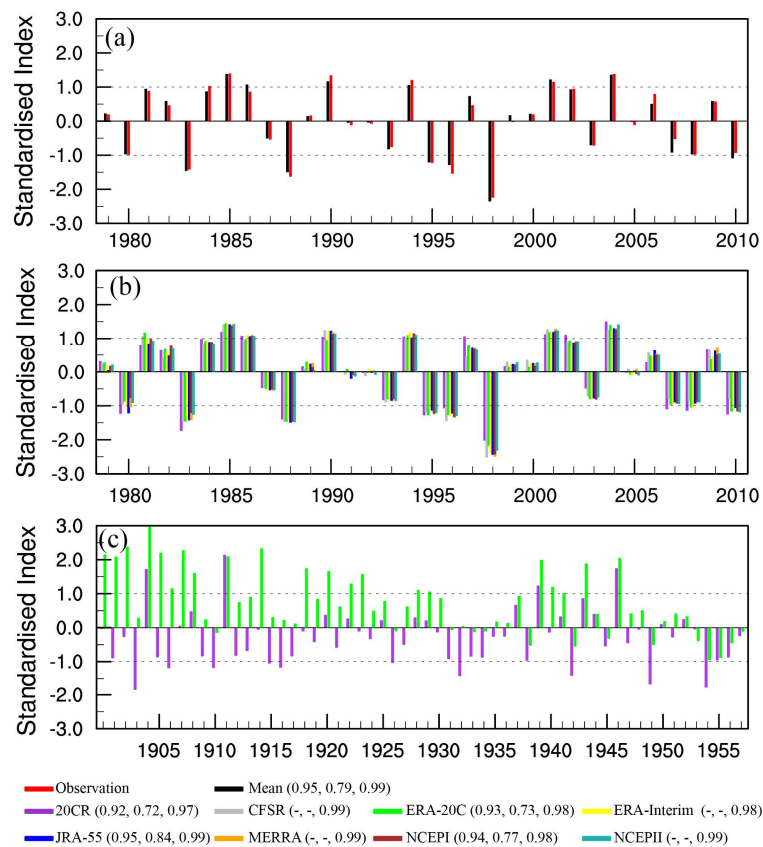 (a)
Standardised Index
3.0
2.0
1.0
0.0
-1.0
-2.0
-3.0
1980 1985 1990 1995 2000 2005 2010
(b)
Standardised Index
3.0
2.0
1.0
0.0
-1.0
-2.0
-3.0
1980 1985 1990 1995 2000 2005 2010
(c)
Standardised Index
3.0
2.0
1.0
0.0
-1.0
-2.0
-3.0
1905 1910 1915 1920 1925 1930 1935 1940 1945 1950 1955
Observation Mean (0.95, 0.79, 0.99)
20CR (0.92, 0.72, 0.97) CFSR (-, -, 0.99) ERA-20C (0.93, 0.73, 0.98) ERA-Interim (-, -, 0.98)
JRA-55 (0.95, 0.84, 0.99) MERRA (-, -, 0.99) NCEPI (0.94, 0.77, 0.98) NCEPII (-, -, 0.99)